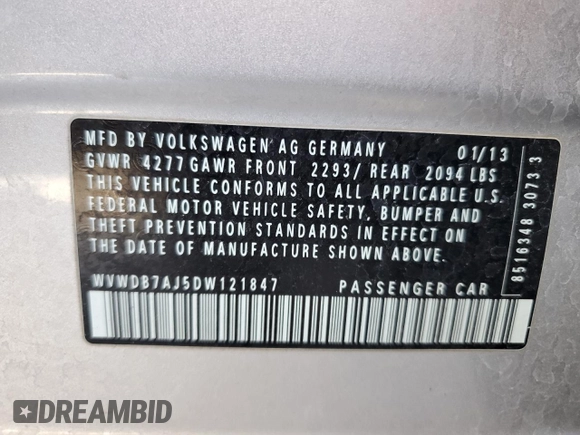 MFD BY VOLKSWAGEN AG GERMANY 01/13
GVWR 4277 GAWR FRONT 2293/ REAR 2094 LBS
THIS VEHICLE CONFORMS TO ALL APPLICABLE U.S.
FEDERAL MOTOR VEHICLE SAFETY, BUMPER AND
THEFT PREVENTION STANDARDS IN EFFECT ON
THE DATE OF MANUFACTURE SHOWN ABOVE.
WVWDB7AJ5DW121847 PASSENGER CAR
8516348 3073 3
DREAMBID